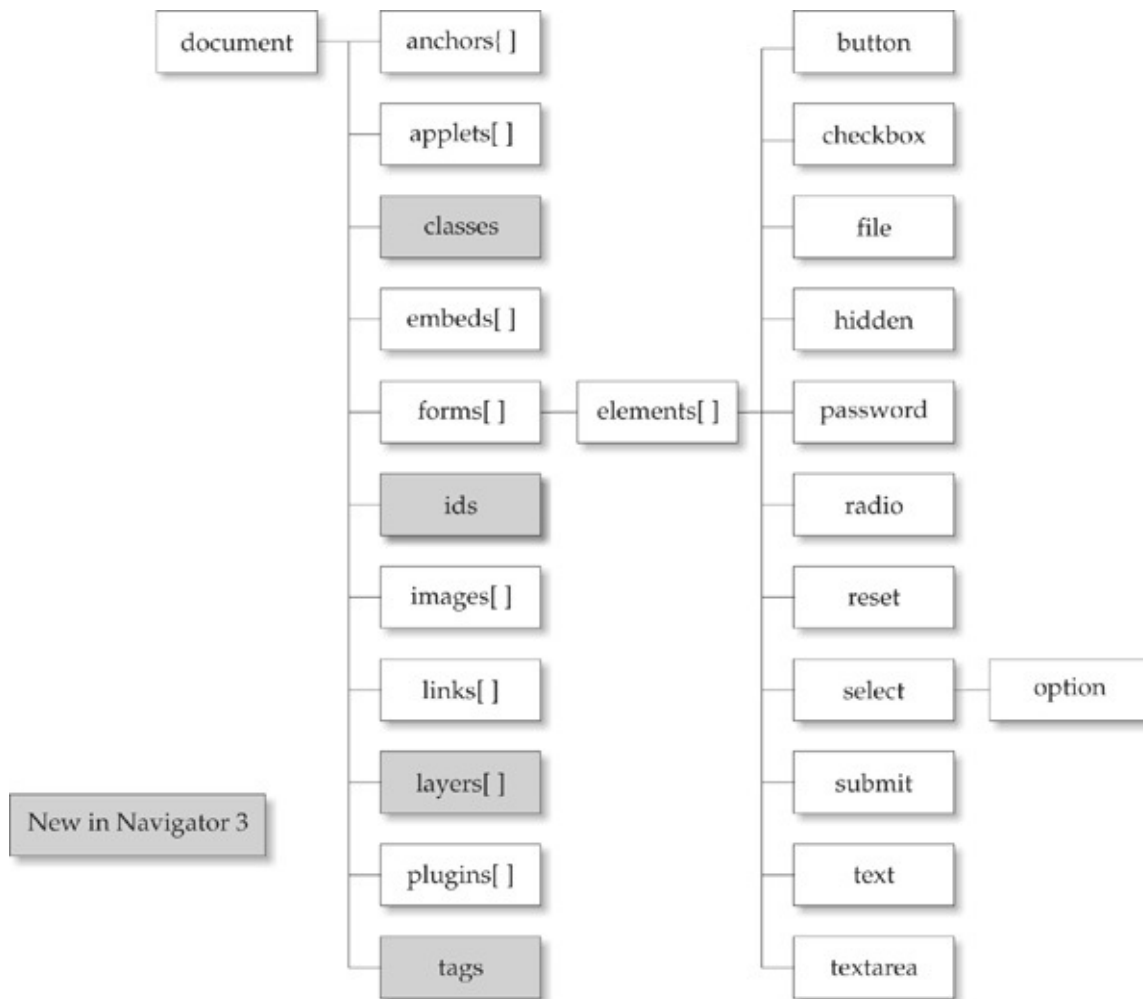 document
anchors{ ]
button
applets[ ]
checkbox
classes
file
embeds[ ]
hidden
forms[ ]
elements[ ]
password
ids
radio
images[ ]
reset
links[ ]
select
option
layers[ ]
submit
New in Navigator 3
plugins[ ]
text
tags
textarea